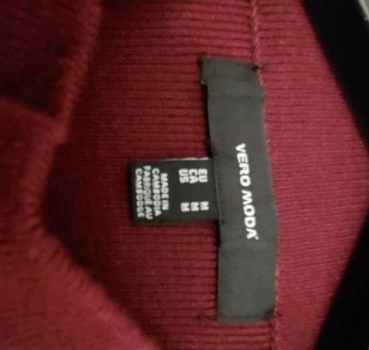 VERO MODA
EU M
CA M
US M
MADE IN
CAMBODIA
FABRIQUÉ AU
CAMBODGE